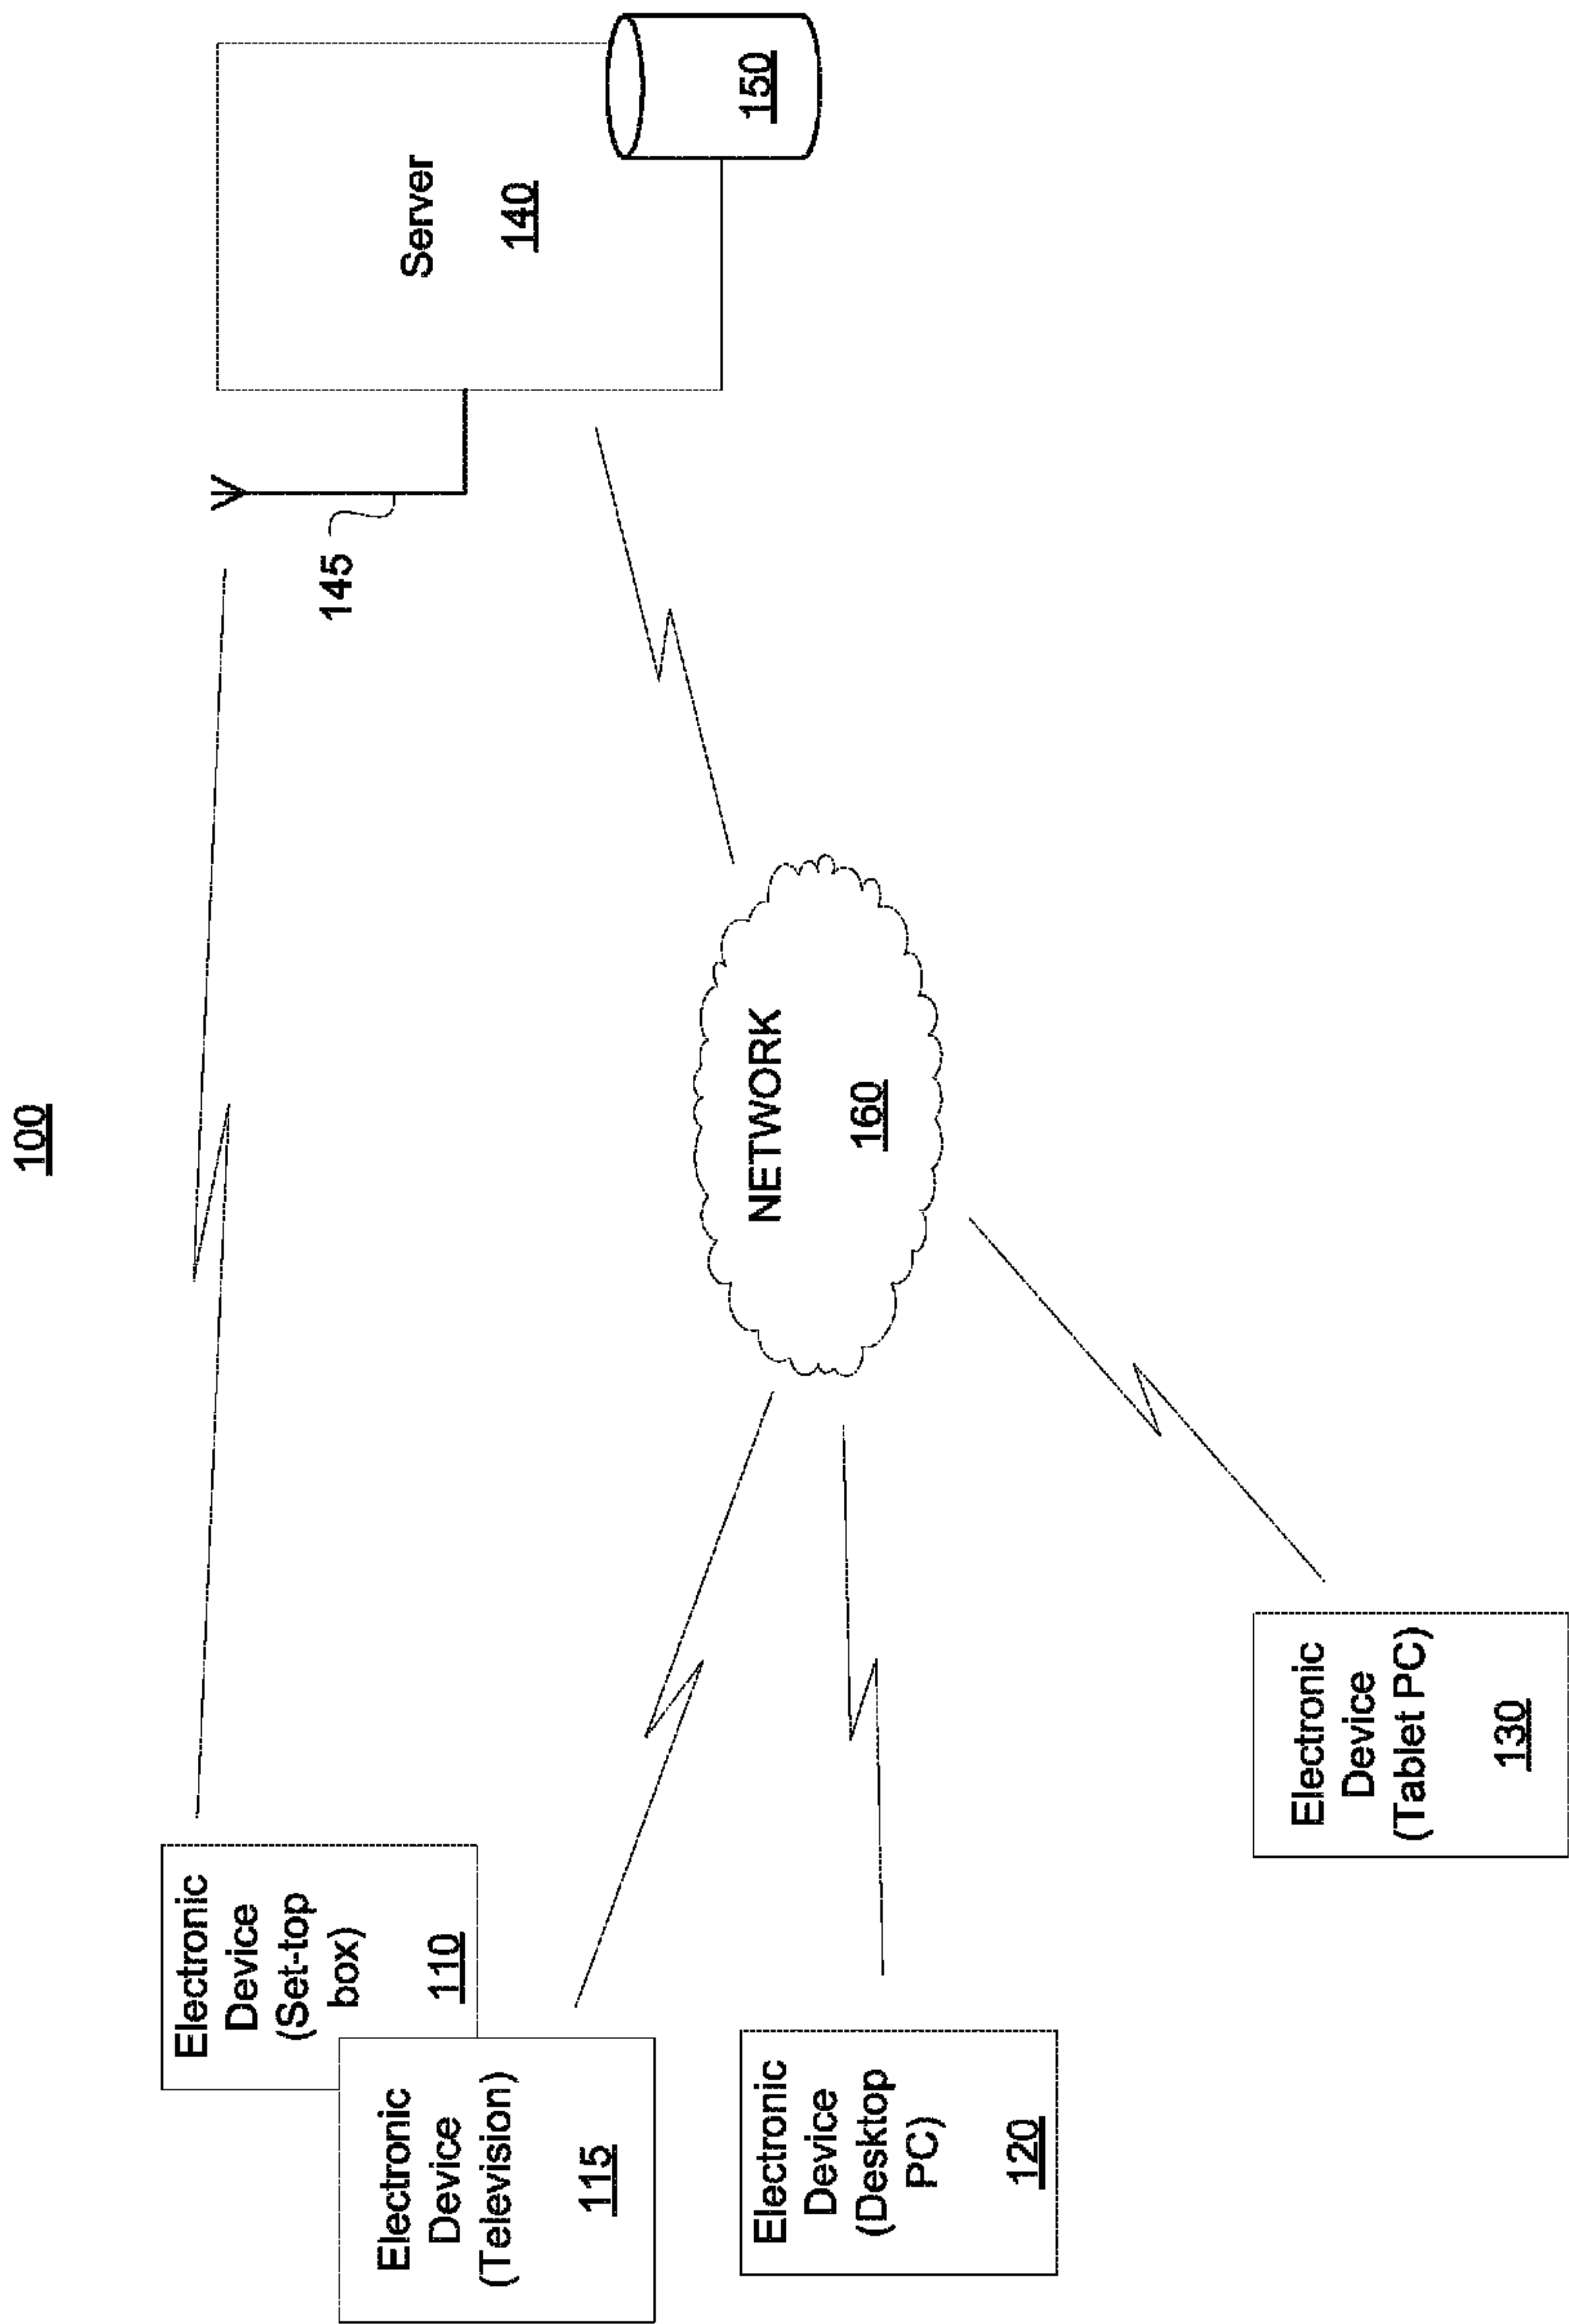 100
Electronic
Device
(Set-top
box)
110
Electronic
Device
(Television)
115
Electronic
Device
(Desktop
PC)
120
Electronic
Device
(Tablet PC)
130
NETWORK
160
145
Server
140
150